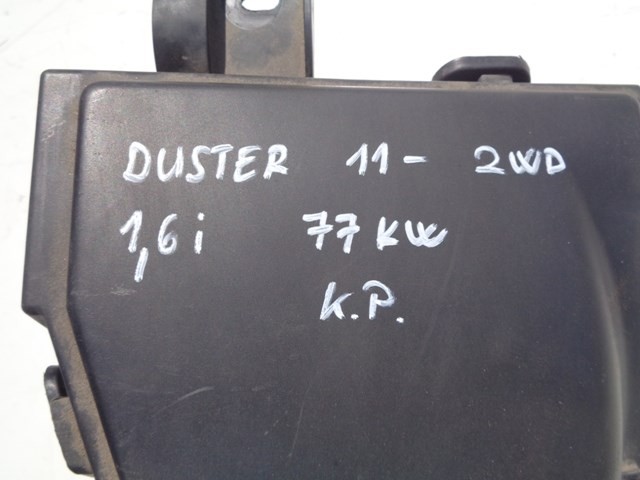 DUSTER 11- 2WD
1,6i 77 KW
K.P.